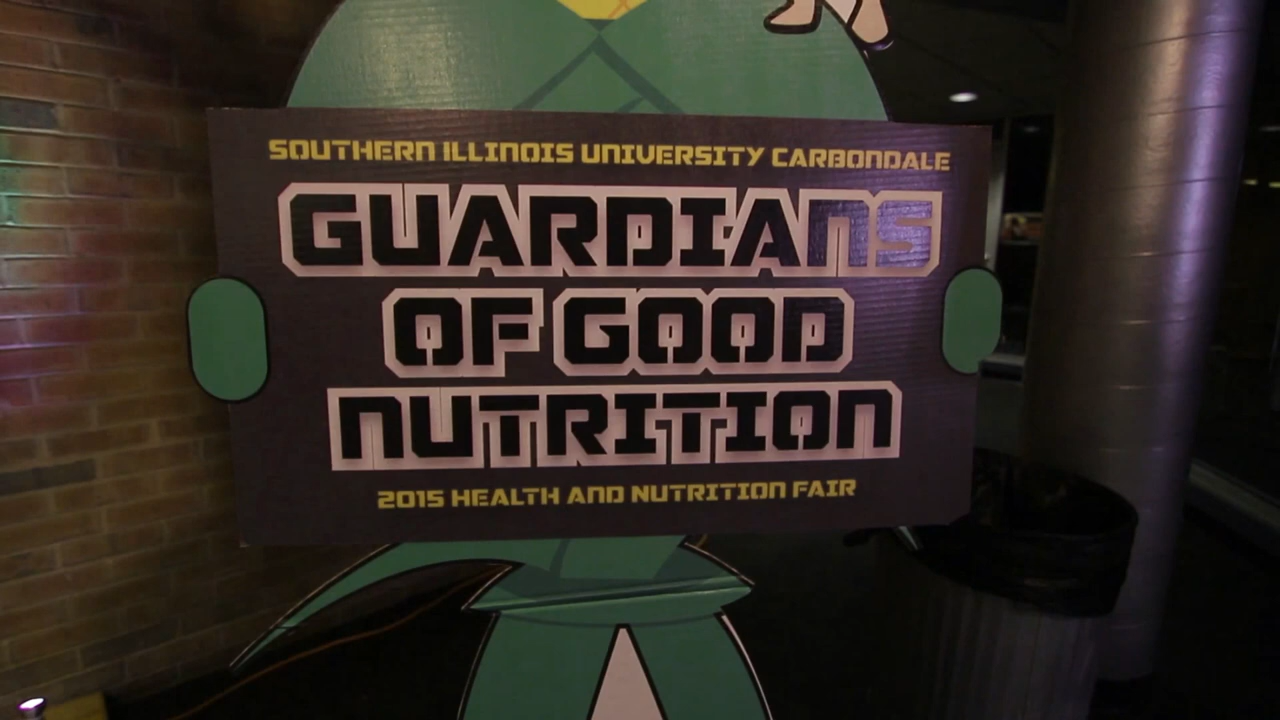 SOUTHERN ILLINOIS UNIVERSITY CARBONDALE
GUARDIANS
OF GOOD
NUTRITION
2015 HEALTH AND NUTRITION FAIR